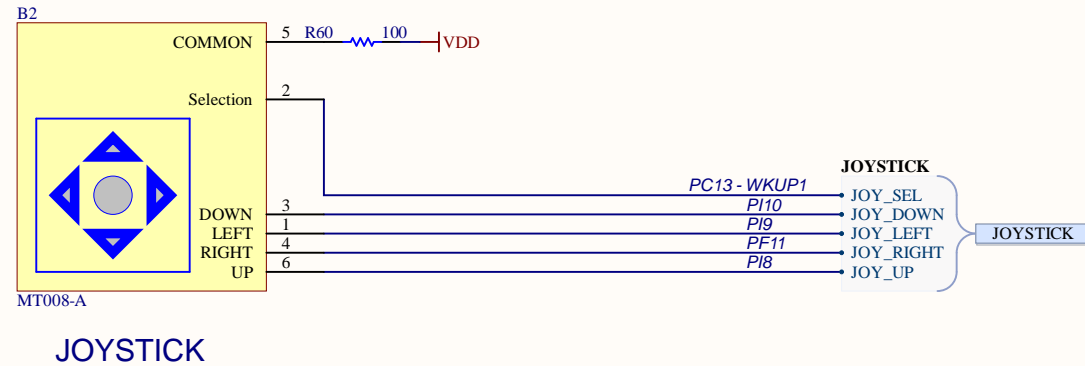 B2
COMMON 5 R60 100 VDD
Selection 2
JOYSTICK
PC13 - WKUP1 JOY_SEL
DOWN 3 PI10 JOY_DOWN
LEFT 1 PI9 JOY_LEFT JOYSTICK
RIGHT 4 PF11 JOY_RIGHT
UP 6 PI8 JOY_UP
MT008-A
JOYSTICK